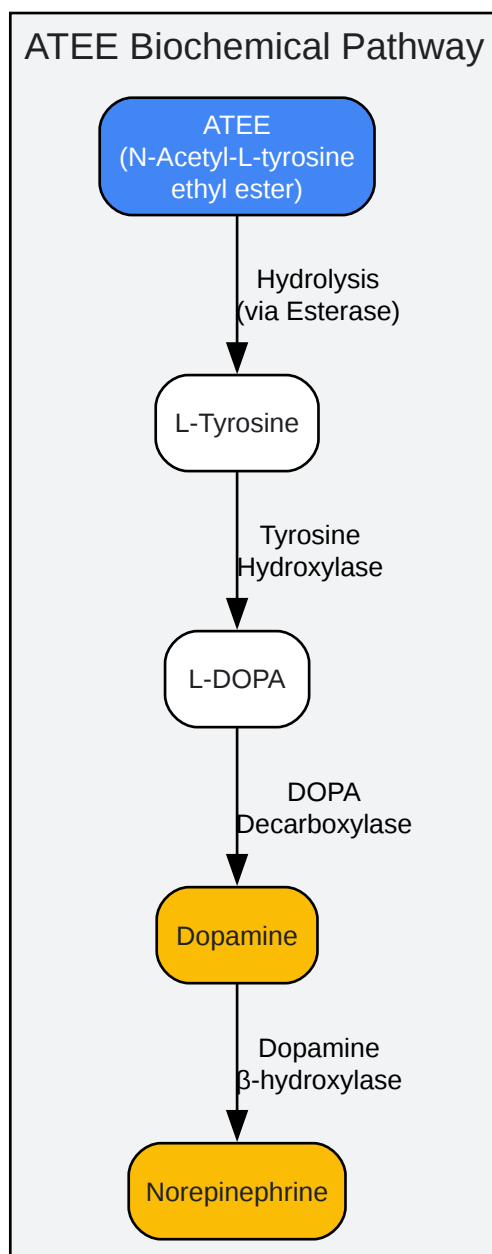 ATEE Biochemical Pathway
ATEE
(N-Acetyl-L-tyrosine
ethyl ester)
Hydrolysis
(via Esterase)
L-Tyrosine
Tyrosine
Hydroxylase
L-DOPA
DOPA
Decarboxylase
Dopamine
Dopamine
β-hydroxylase
Norepinephrine